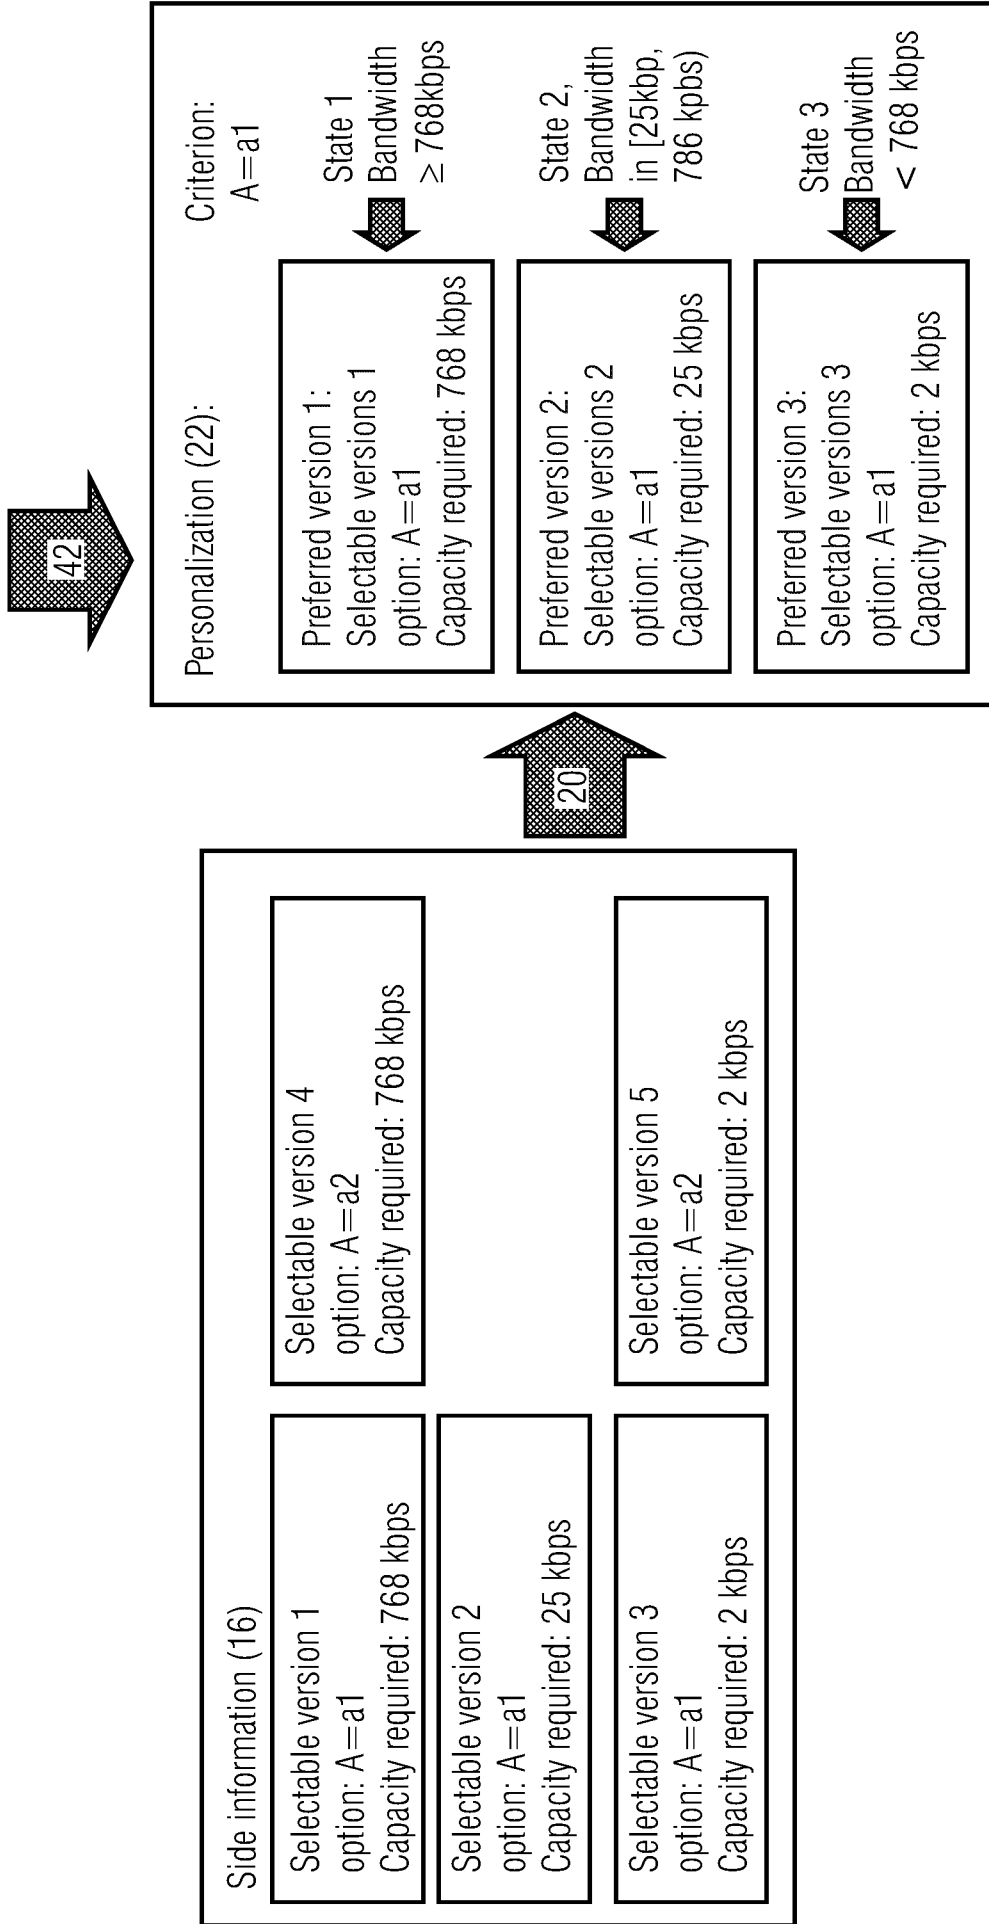 42
Personalization (22):
Criterion:
A=a1
Preferred version 1:
Selectable versions 1
option: A=a1
Capacity required: 768 kbps
State 1
Bandwidth
≥ 768kbps
Preferred version 2:
Selectable versions 2
option: A=a1
Capacity required: 25 kbps
State 2,
Bandwidth
in [25kbp,
786 kpbs)
Preferred version 3:
Selectable versions 3
option: A=a1
Capacity required: 2 kbps
State 3
Bandwidth
< 768 kbps
20
Side information (16)
Selectable version 1
option: A=a1
Capacity required: 768 kbps
Selectable version 4
option: A=a2
Capacity required: 768 kbps
Selectable version 2
option: A=a1
Capacity required: 25 kbps
Selectable version 3
option: A=a1
Capacity required: 2 kbps
Selectable version 5
option: A=a2
Capacity required: 2 kbps